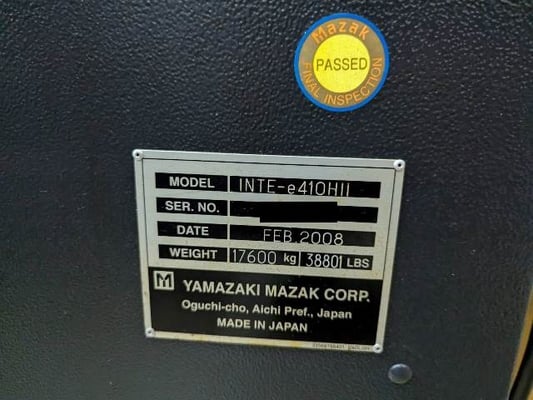 Mazak
PASSED
FINAL INSPECTION
MODEL INTE-e410HII
SER. NO.
DATE FEB.2008
WEIGHT 17600 kg 38801 LBS
M YAMAZAKI MAZAK CORP.
Oguchi-cho, Aichi Pref., Japan
MADE IN JAPAN